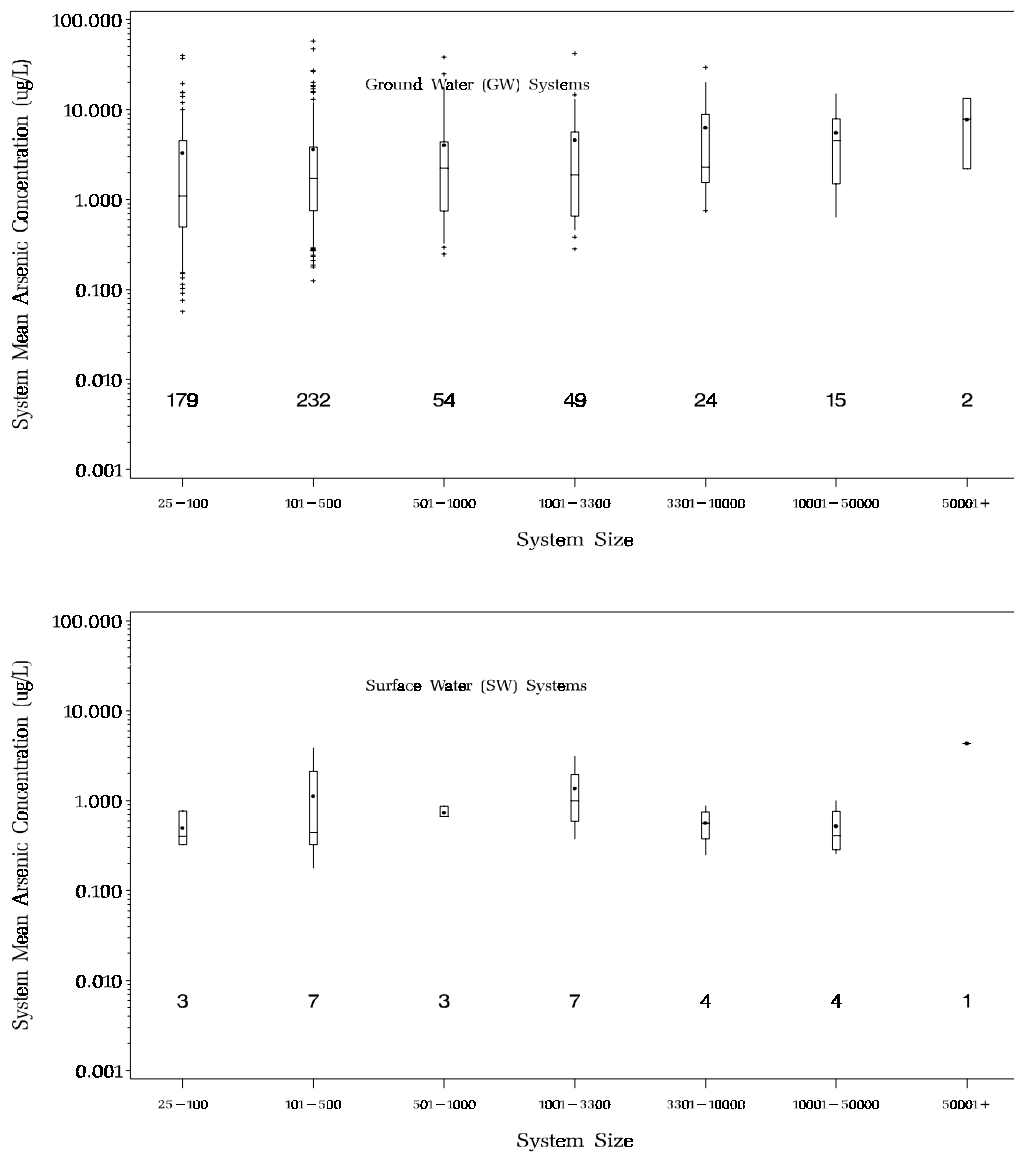 100.000
10.000
1.000
0.100
0.010
0.001
System Mean Arsenic Concentration (ug/L)
Ground Water (GW) Systems
179 232 54 49 24 15 2
25-100 101-500 501-1000 1001-3300 3301-10000 10001-50000 50001+
System Size
100.000
10.000
1.000
0.100
0.010
0.001
System Mean Arsenic Concentration (ug/L)
Surface Water (SW) Systems
3 7 3 7 4 4 1
25-100 101-500 501-1000 1001-3300 3301-10000 10001-50000 50001+
System Size